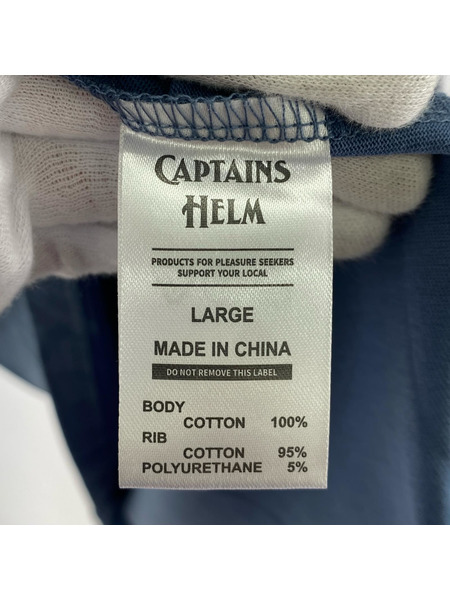 CAPTAINS
HELM
PRODUCTS FOR PLEASURE SEEKERS
SUPPORT YOUR LOCAL
LARGE
MADE IN CHINA
DO NOT REMOVE THIS LABEL
BODY
COTTON 100%
RIB
COTTON 95%
POLYURETHANE 5%